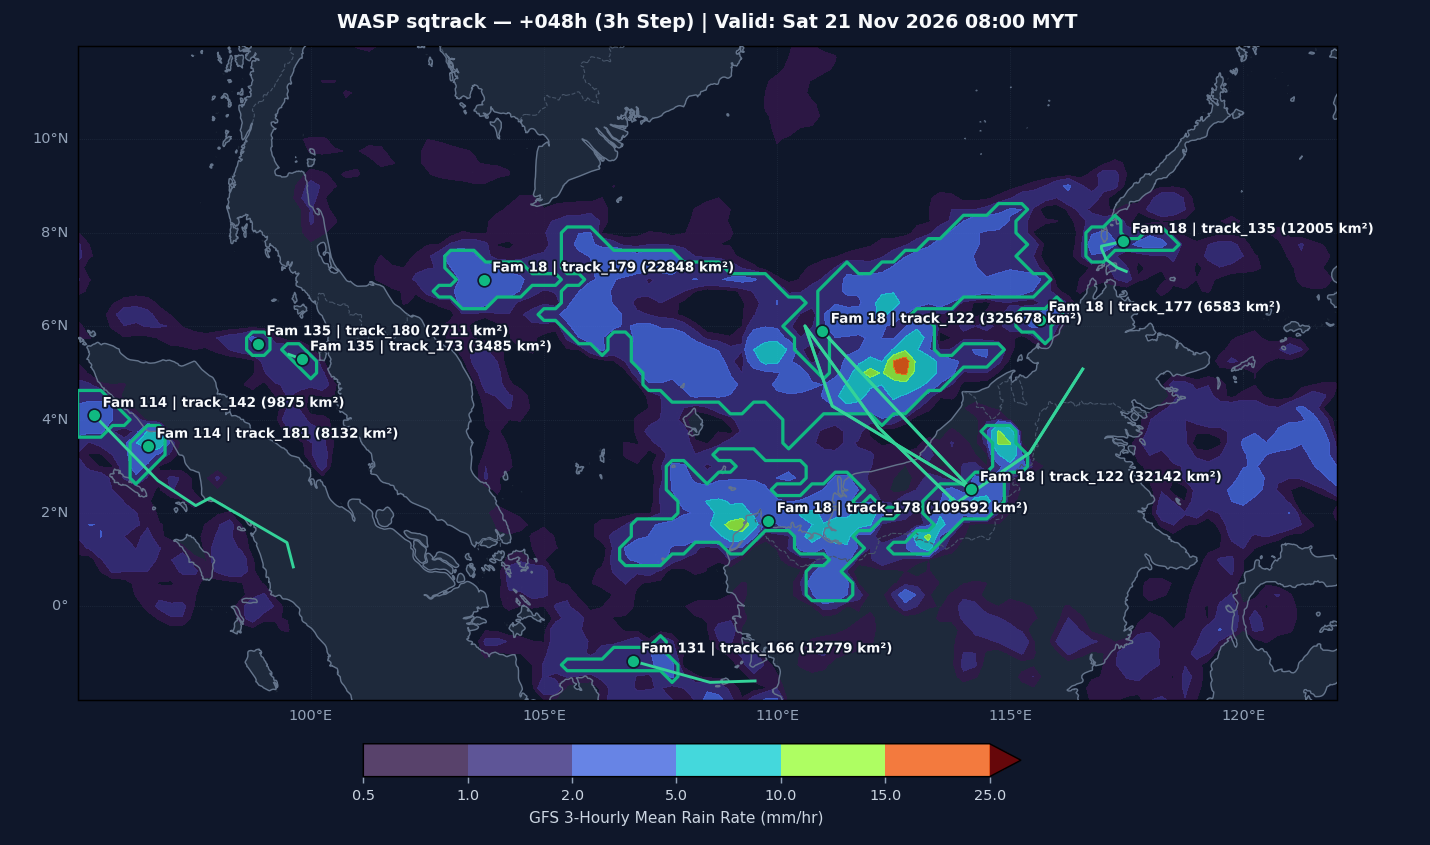 WASP sqtrack — +048h (3h Step) | Valid: Sat 21 Nov 2026 08:00 MYT
10°N
8°N
6°N
4°N
2°N
0°
Fam 18 | track_135 (12005 km²)
Fam 18 | track_179 (22848 km²)
Fam 18 | track_177 (6583 km²)
Fam 18 | track_122 (325678 km²)
Fam 135 | track_180 (2711 km²)
Fam 135 | track_173 (3485 km²)
Fam 114 | track_142 (9875 km²)
Fam 114 | track_181 (8132 km²)
Fam 18 | track_122 (32142 km²)
Fam 18 | track_178 (109592 km²)
Fam 131 | track_166 (12779 km²)
100°E 105°E 110°E 115°E 120°E
0.5 1.0 2.0 5.0 10.0 15.0 25.0
GFS 3-Hourly Mean Rain Rate (mm/hr)